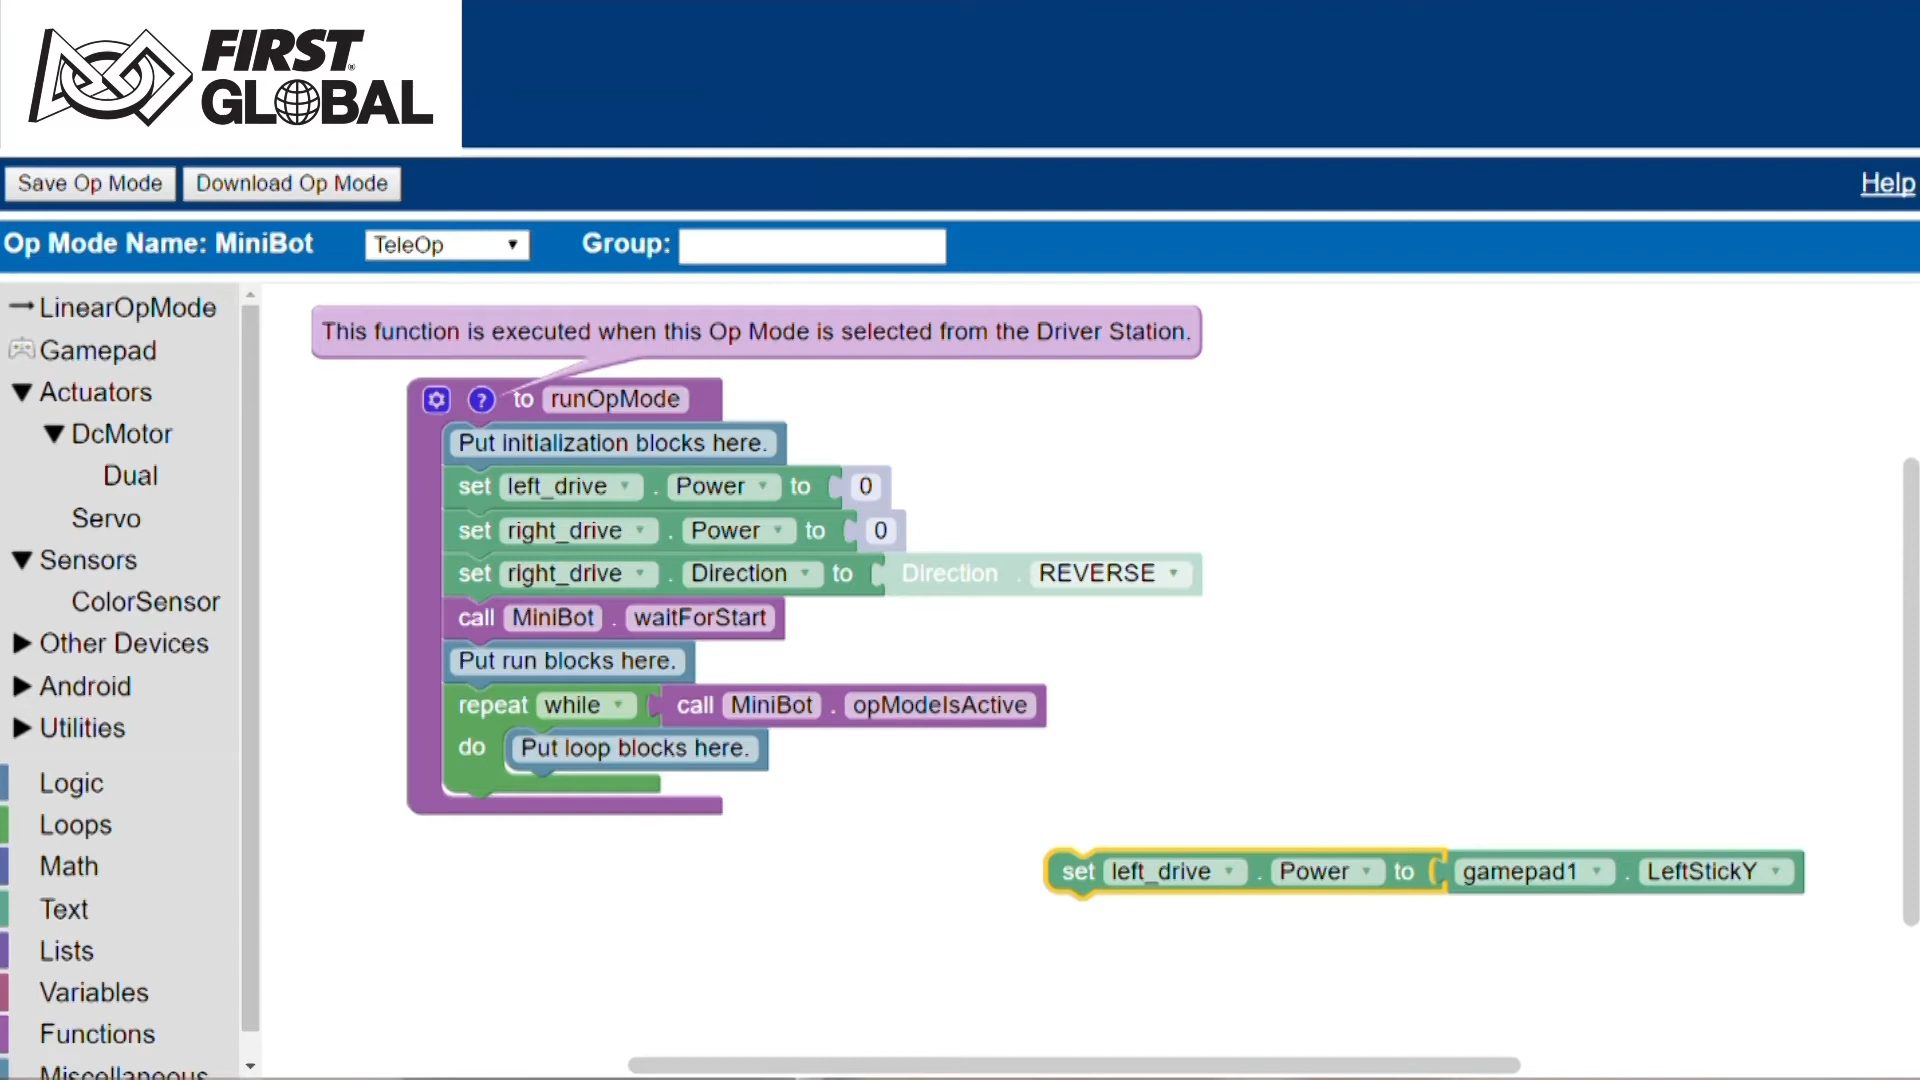 FIRST
GLOBAL
Save Op Mode
Download Op Mode
Help
Op Mode Name: MiniBot
TeleOp
Group:
LinearOpMode
Gamepad
Actuators
DcMotor
Dual
Servo
Sensors
ColorSensor
Other Devices
Android
Utilities
Logic
Loops
Math
Text
Lists
Variables
Functions
Miscellaneous
This function is executed when this Op Mode is selected from the Driver Station.
? to runOpMode
Put initialization blocks here.
set left_drive . Power to 0
set right_drive . Power to 0
set right_drive . Direction to Direction . REVERSE
call MiniBot . waitForStart
Put run blocks here.
repeat while call MiniBot . opModeIsActive
do Put loop blocks here.
set left_drive . Power to gamepad1 . LeftStickY